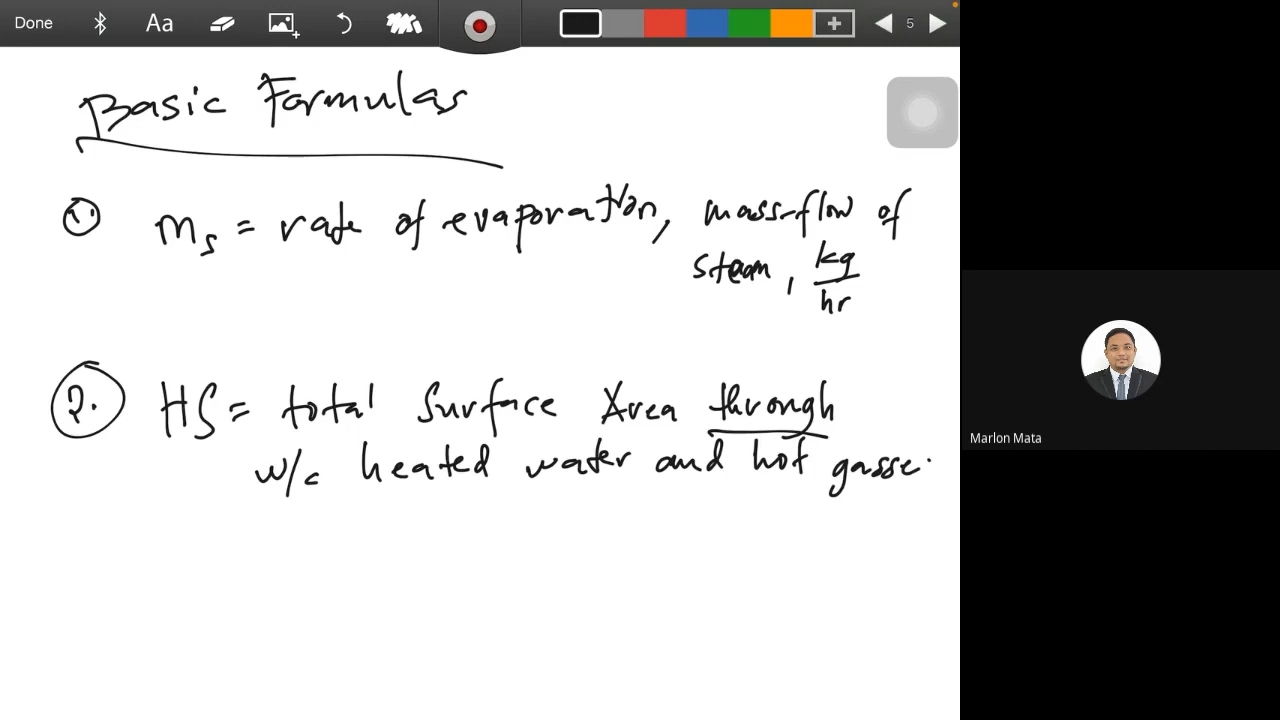 Done
Aa
5
Basic Formulas
1. ms = rate of evaporation, mass-flow of
steam, kg
hr
2. HS = total Surface Area through
w/c heated water and hot gasse
Marlon Mata